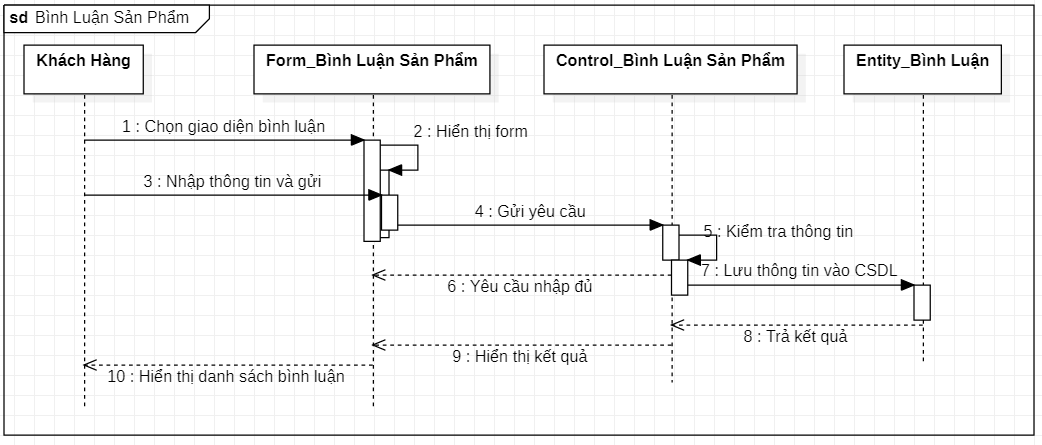 sd Bình Luận Sản Phẩm
Khách Hàng
Form_Bình Luận Sản Phẩm
Control_Bình Luận Sản Phẩm
Entity_Bình Luận
1 : Chọn giao diện bình luận
2 : Hiển thị form
3 : Nhập thông tin và gửi
4 : Gửi yêu cầu
5 : Kiểm tra thông tin
6 : Yêu cầu nhập đủ
7 : Lưu thông tin vào CSDL
8 : Trả kết quả
9 : Hiển thị kết quả
10 : Hiển thị danh sách bình luận